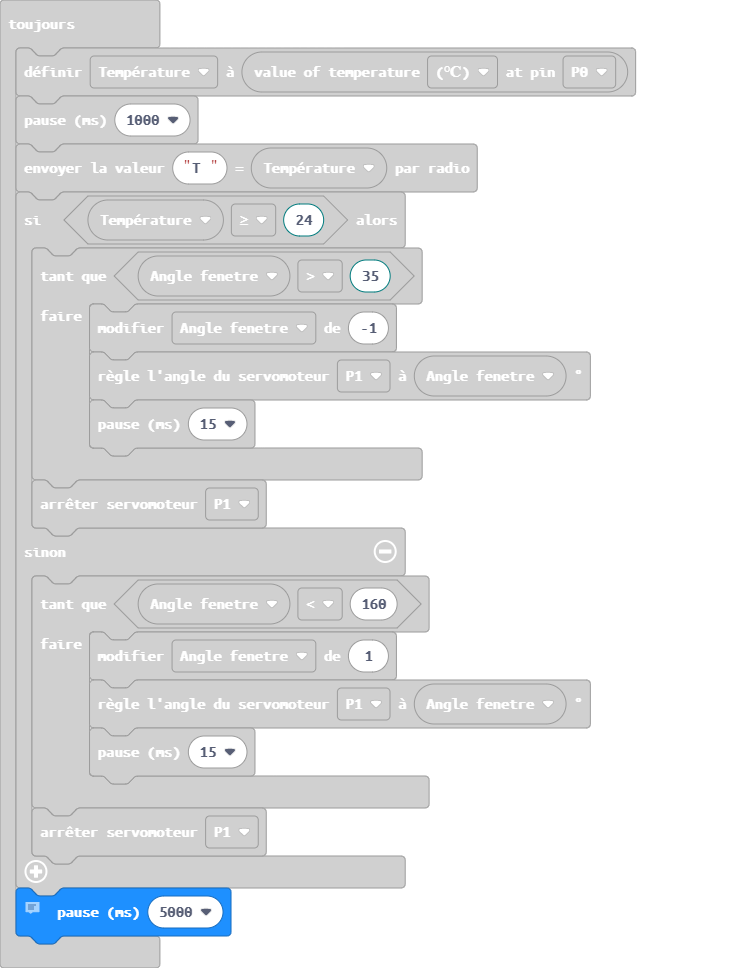 toujours
définir Température à value of temperature (℃) at pin P0
pause (ms) 1000
envoyer la valeur "T " = Température par radio
si Température ≥ 24 alors
tant que Angle fenetre > 35
faire
modifier Angle fenetre de -1
règle l'angle du servomoteur P1 à Angle fenetre °
pause (ms) 15
arrêter servomoteur P1
sinon
tant que Angle fenetre < 160
faire
modifier Angle fenetre de 1
règle l'angle du servomoteur P1 à Angle fenetre °
pause (ms) 15
arrêter servomoteur P1
pause (ms) 5000